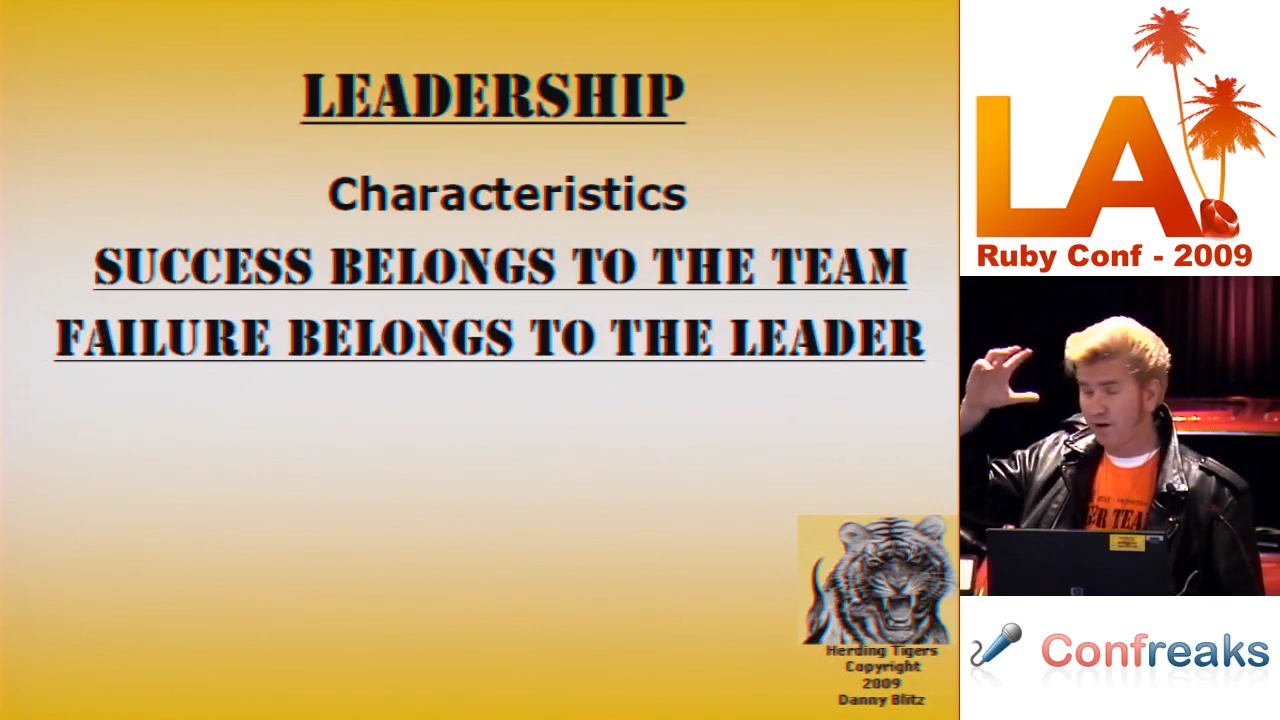 LEADERSHIP
Characteristics
SUCCESS BELONGS TO THE TEAM
FAILURE BELONGS TO THE LEADER
Herding Tigers
Copyright
2009
Danny Blitz
LA
Ruby Conf - 2009
TEA
Confreaks